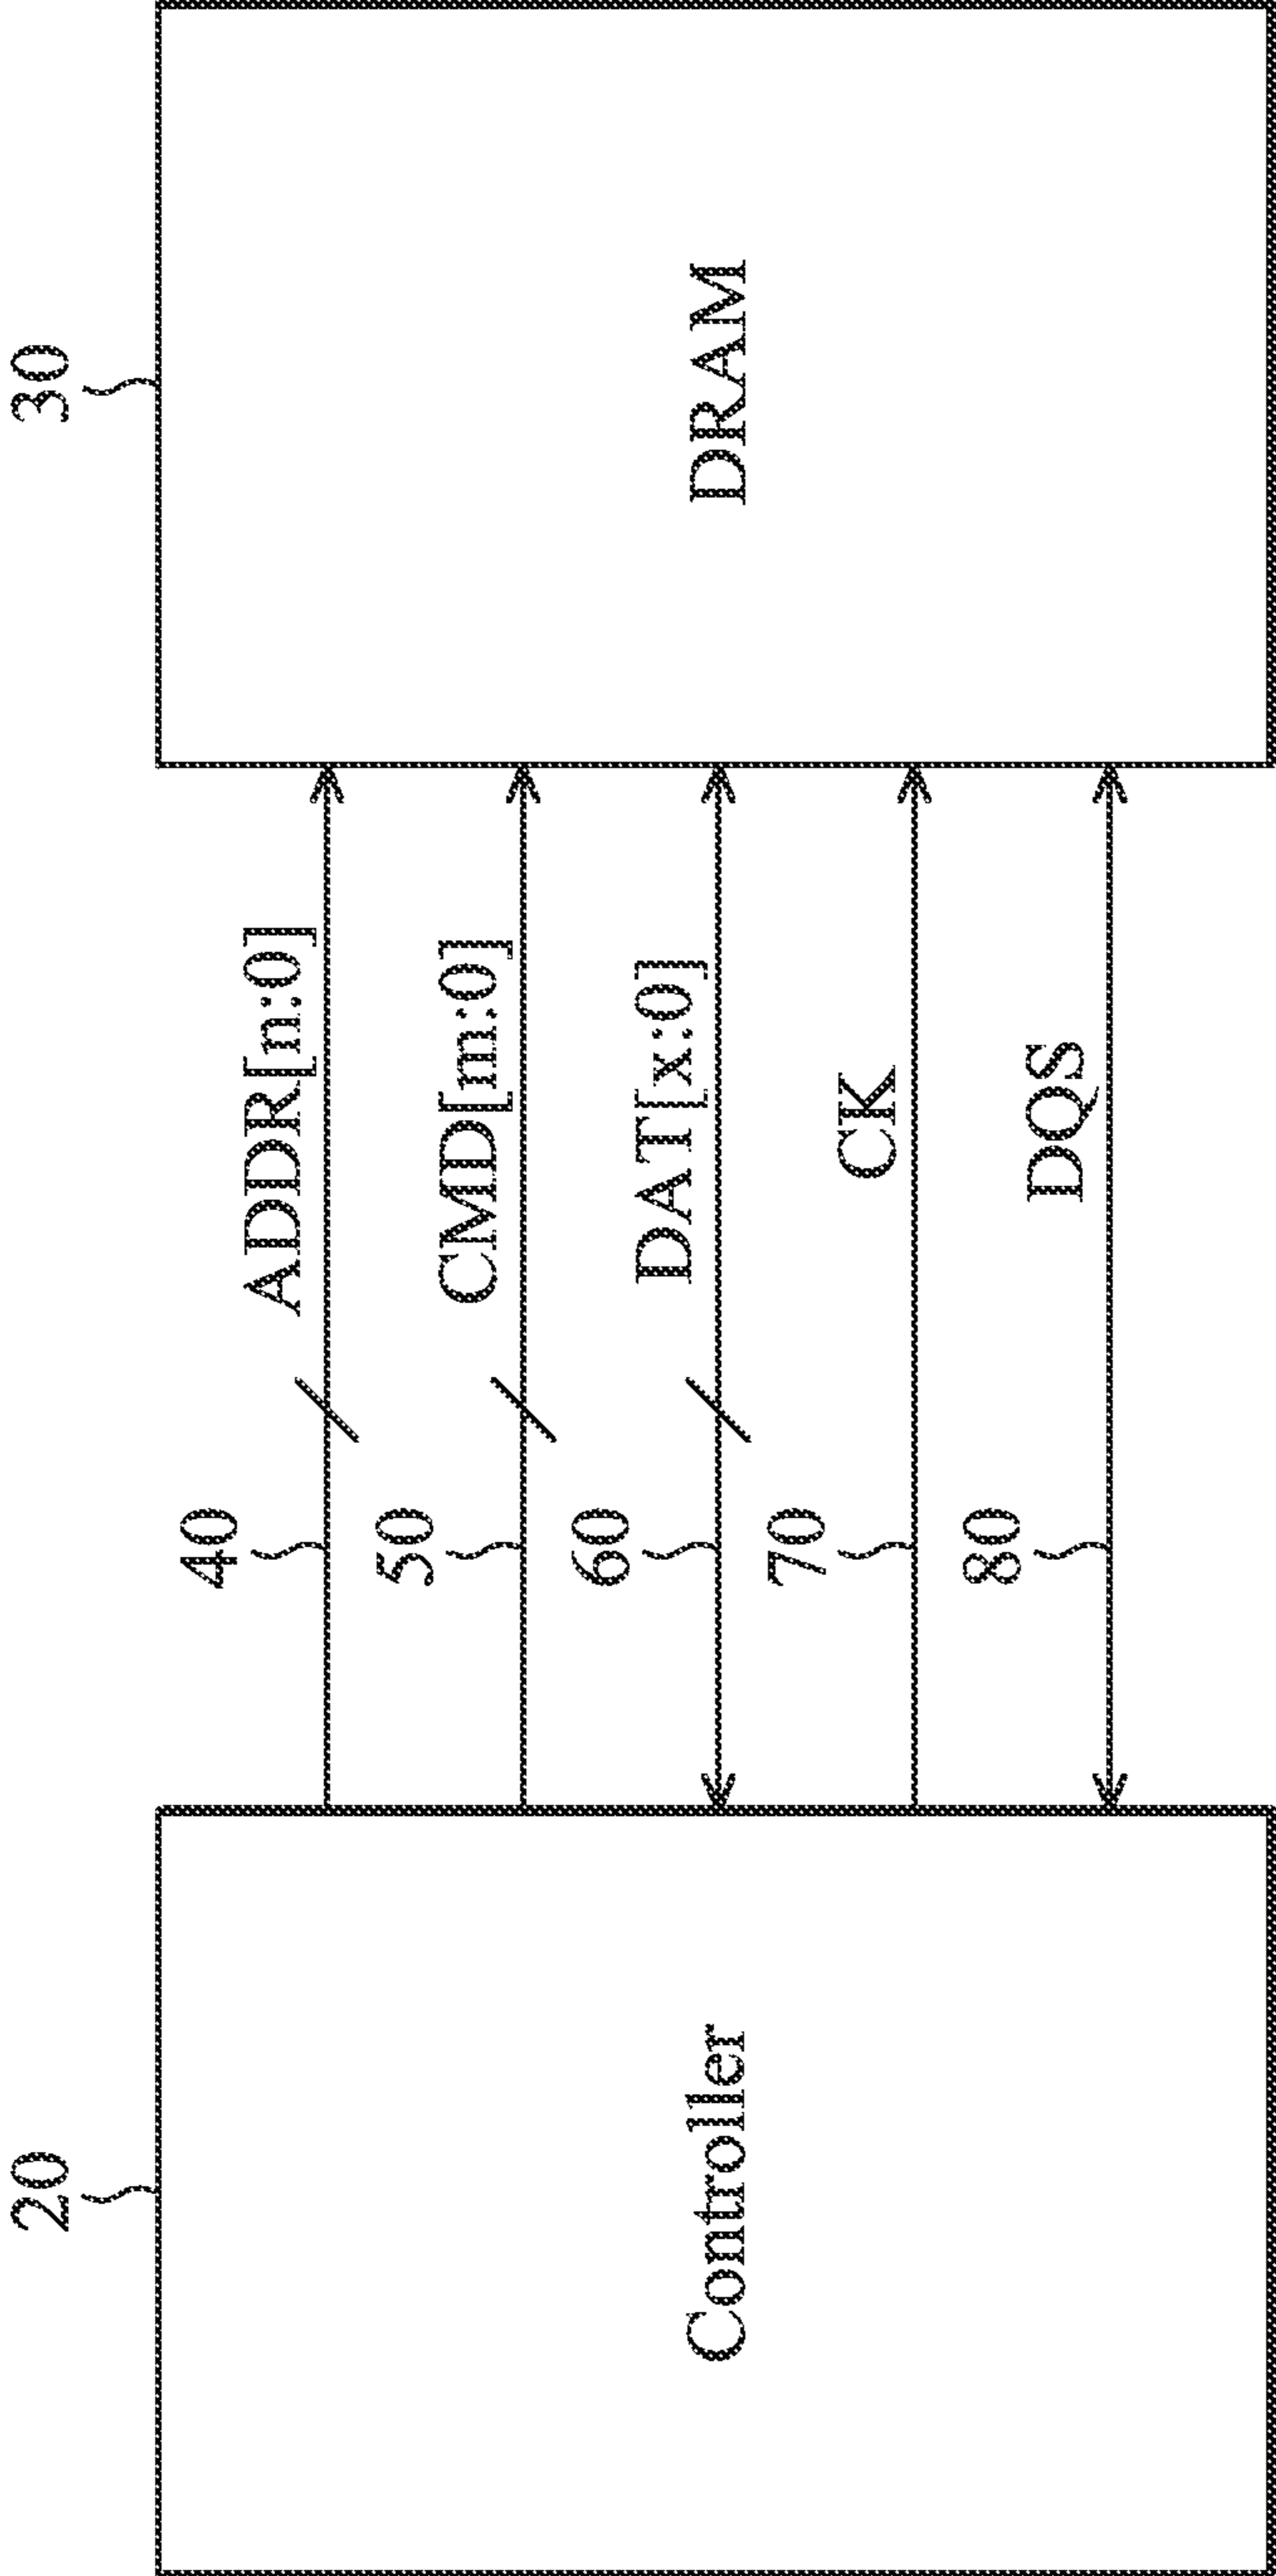 20
30
Controller
DRAM
40
ADDR[n:0]
50
CMD[m:0]
60
DAT[x:0]
70
CK
80
DQS